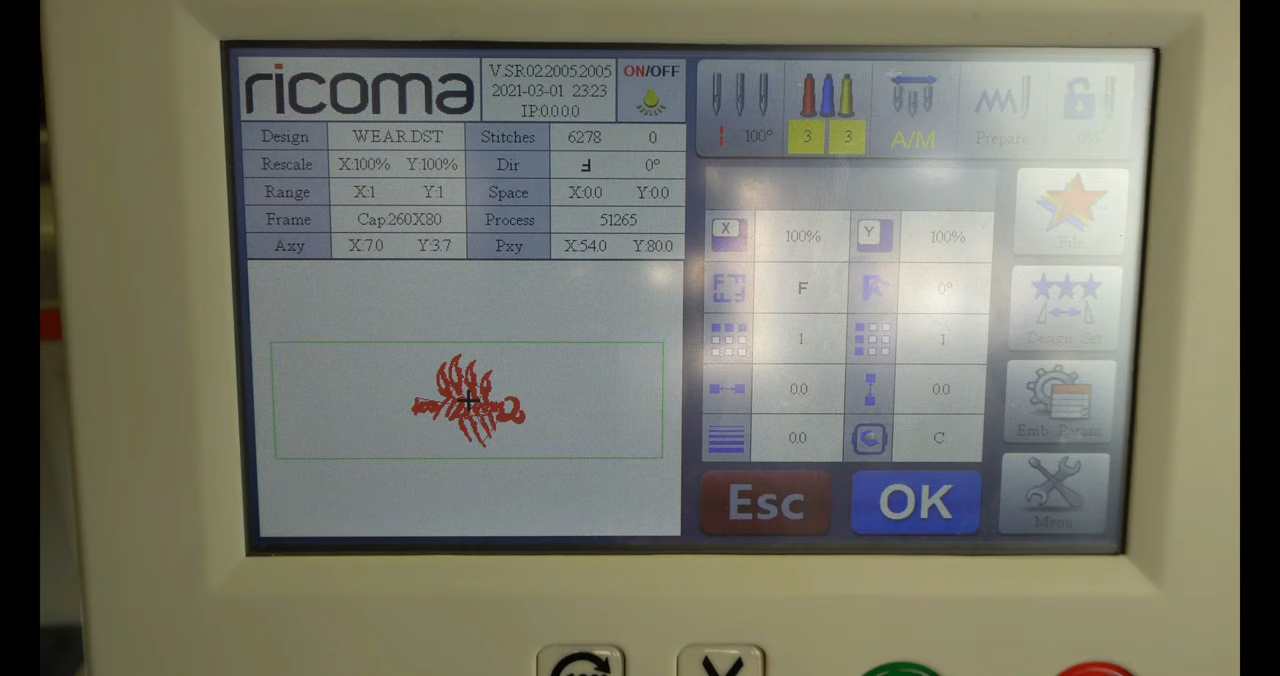 ricoma
V.SR.02.2005.2005
2021-03-01 23:23
IP:0.0.0.0
ON/OFF
Design WEAR.DST Stitches 6278 0
Rescale X:100% Y:100% Dir 0°
Range X:1 Y:1 Space X:0.0 Y:0.0
Frame Cap:260X80 Process 51265
Axy X:7.0 Y:3.7 Pxy X:54.0 Y:80.0
100° 3 3 A/M Prepare
X 100% Y 100%
F 0°
1 1
0.0 0.0
0.0 C
Esc OK
File
Design Set
Emb Param
Menu